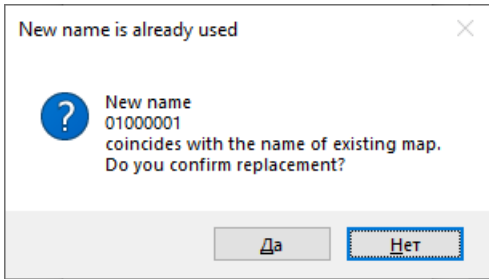 New name is already used
New name
01000001
coincides with the name of existing map.
Do you confirm replacement?
Да
Нет